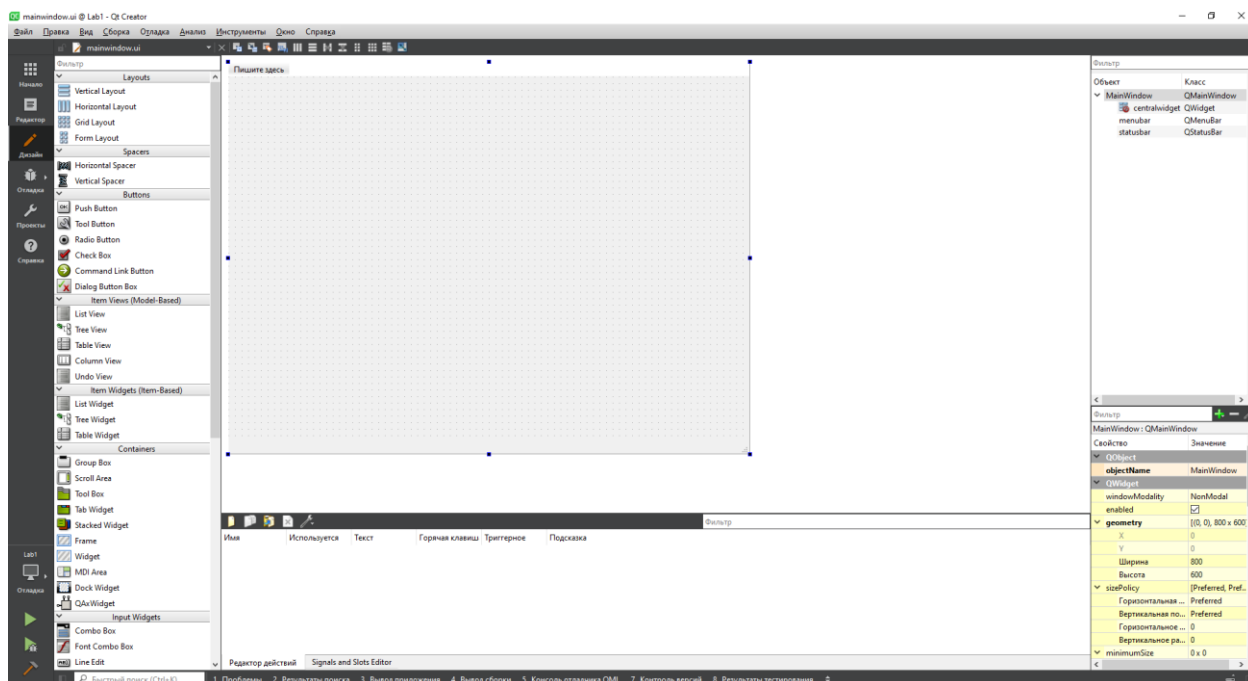 mainwindow.ui @ Lab1 - Qt Creator
Файл Правка Вид Сборка Отладка Анализ Инструменты Окно Справка
mainwindow.ui
Начало
Редактор
Дизайн
Отладка
Проекты
Справка
Lab1
Отладка
Фильтр
Layouts
Vertical Layout
Horizontal Layout
Grid Layout
Form Layout
Spacers
Horizontal Spacer
Vertical Spacer
Buttons
Push Button
Tool Button
Radio Button
Check Box
Command Link Button
Dialog Button Box
Item Views (Model-Based)
List View
Tree View
Table View
Column View
Undo View
Item Widgets (Item-Based)
List Widget
Tree Widget
Table Widget
Containers
Group Box
Scroll Area
Tool Box
Tab Widget
Stacked Widget
Frame
Widget
MDI Area
Dock Widget
QAxWidget
Input Widgets
Combo Box
Font Combo Box
Line Edit
Пишите здесь
Фильтр
Имя Используется Текст Горячая клавиш Триггерное Подсказка
Редактор действий Signals and Slots Editor
Фильтр
Объект Класс
MainWindow QMainWindow
centralwidget QWidget
menubar QMenuBar
statusbar QStatusBar
Фильтр
MainWindow : QMainWindow
Свойство Значение
QObject
objectName MainWindow
QWidget
windowModality NonModal
enabled
geometry [(0, 0), 800 x 600]
X 0
Y 0
Ширина 800
Высота 600
sizePolicy [Preferred, Pref...
Горизонтальная ... Preferred
Вертикальная по... Preferred
Горизонтальное ... 0
Вертикальное ра... 0
minimumSize 0 x 0
Быстрый поиск (Ctrl+K) 1 Проблемы 2 Результаты поиска 3 Вывод приложения 4 Вывод сборки 5 Консоль отладчика QML 7 Контроль версий 8 Результаты тестирования